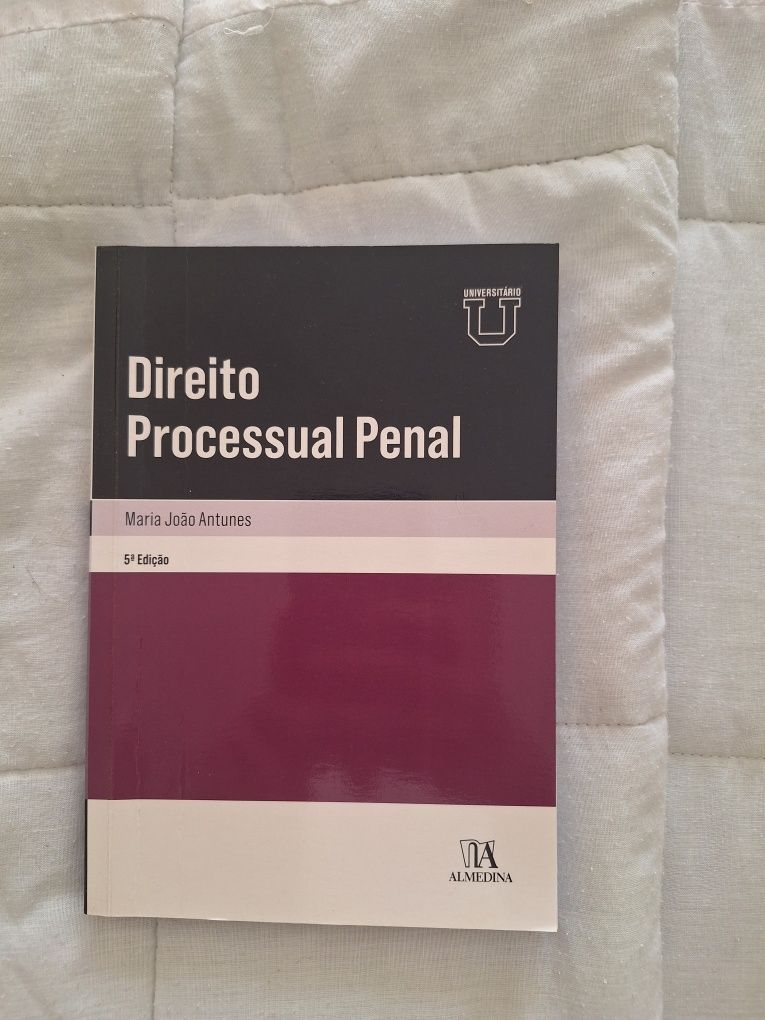 UNIVERSITÁRIO
U
Direito
Processual Penal
Maria João Antunes
5ª Edição
ALMEDINA